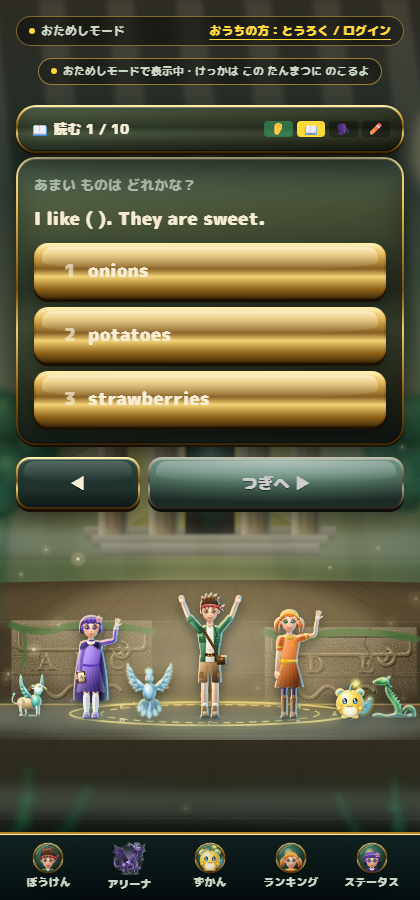 おためしモード
おうちの方：とうろく / ログイン
おためしモードで表示中・けっかは この たんまつに のこるよ
読む 1 / 10
あまい ものは どれかな？
I like ( ). They are sweet.
1 onions
2 potatoes
3 strawberries
◀
つぎへ ▶
A
D E
ぼうけん
アリーナ
ずかん
ランキング
ステータス